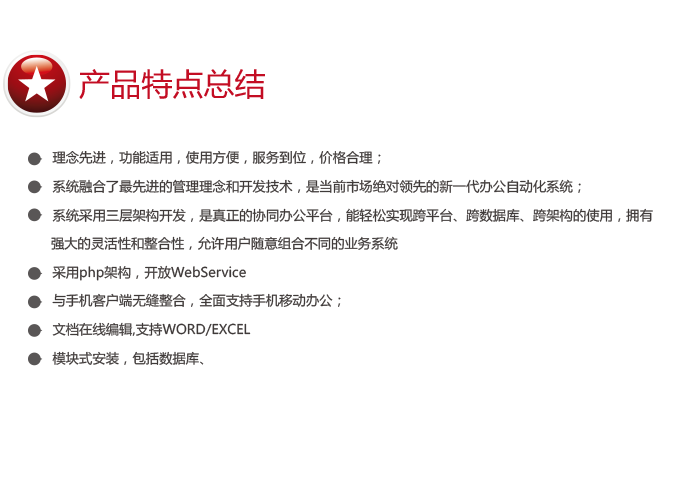 产品特点总结
理念先进，功能适用，使用方便，服务到位，价格合理；
系统融合了最先进的管理理念和开发技术，是当前市场绝对领先的新一代办公自动化系统；
系统采用三层架构开发，是真正的协同办公平台，能轻松实现跨平台、跨数据库、跨架构的使用，拥有
强大的灵活性和整合性，允许用户随意组合不同的业务系统
采用php架构，开放WebService
与手机客户端无缝整合，全面支持手机移动办公；
文档在线编辑,支持WORD/EXCEL
模块式安装，包括数据库、